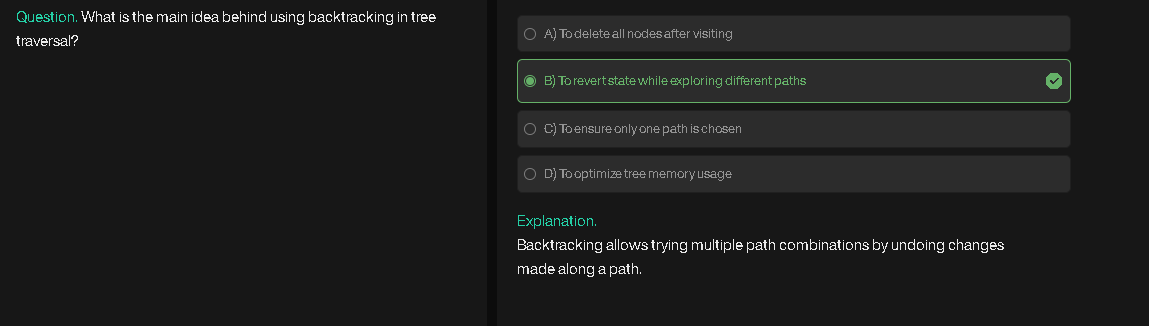 Question. What is the main idea behind using backtracking in tree
traversal?
A) To delete all nodes after visiting
B) To revert state while exploring different paths
C) To ensure only one path is chosen
D) To optimize tree memory usage
Explanation.
Backtracking allows trying multiple path combinations by undoing changes
made along a path.